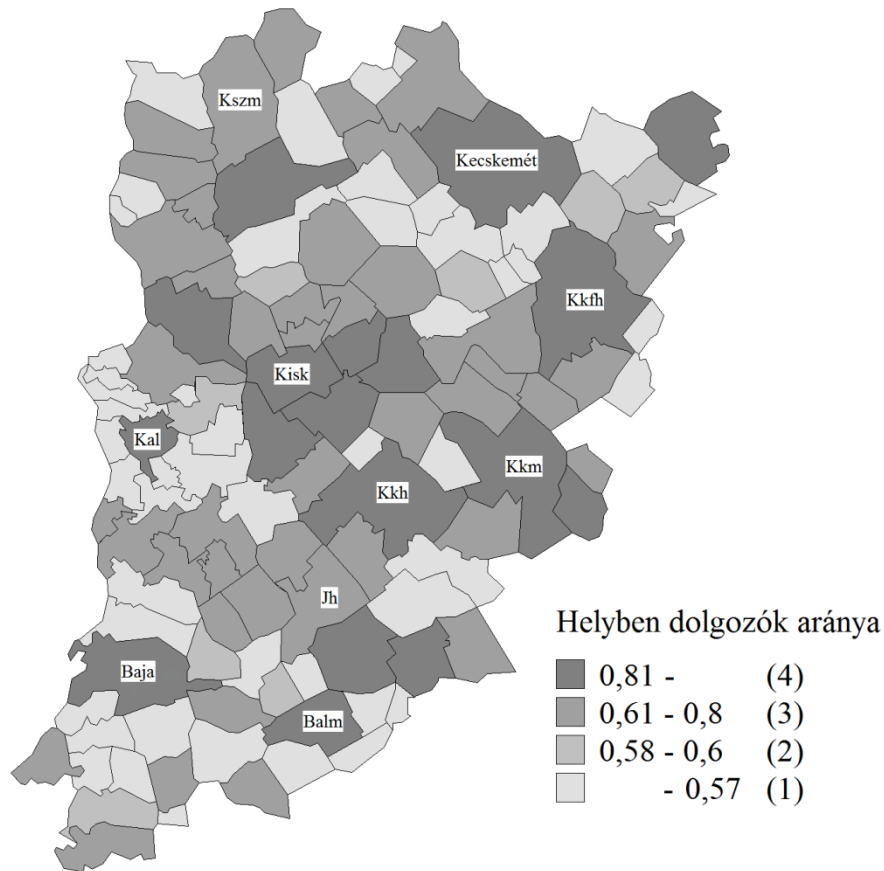 Kszm
Kecskemét
Kkfh
Kisk
Kal
Kkm
Kkh
Jh
Baja
Balm
Helyben dolgozók aránya
0,81 - (4)
0,61 - 0,8 (3)
0,58 - 0,6 (2)
- 0,57 (1)